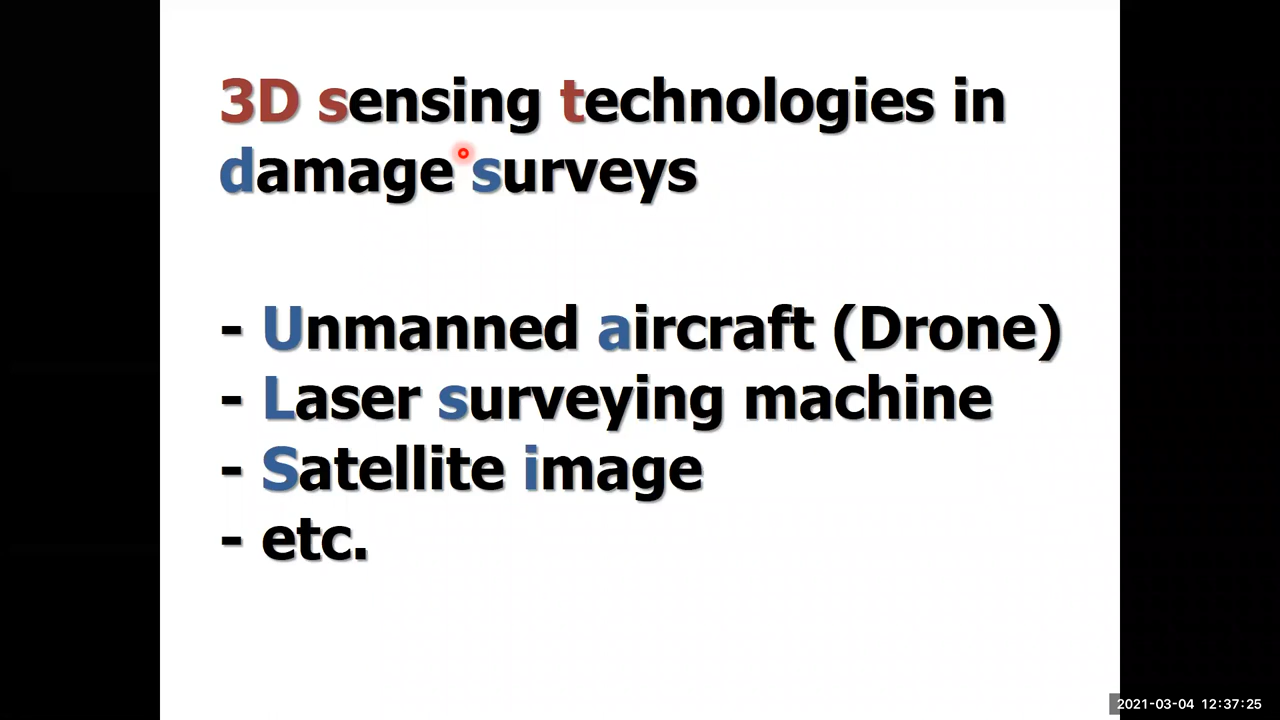 3D sensing technologies in
damage surveys
- Unmanned aircraft (Drone)
- Laser surveying machine
- Satellite image
- etc.
2021-03-04 12:37:25